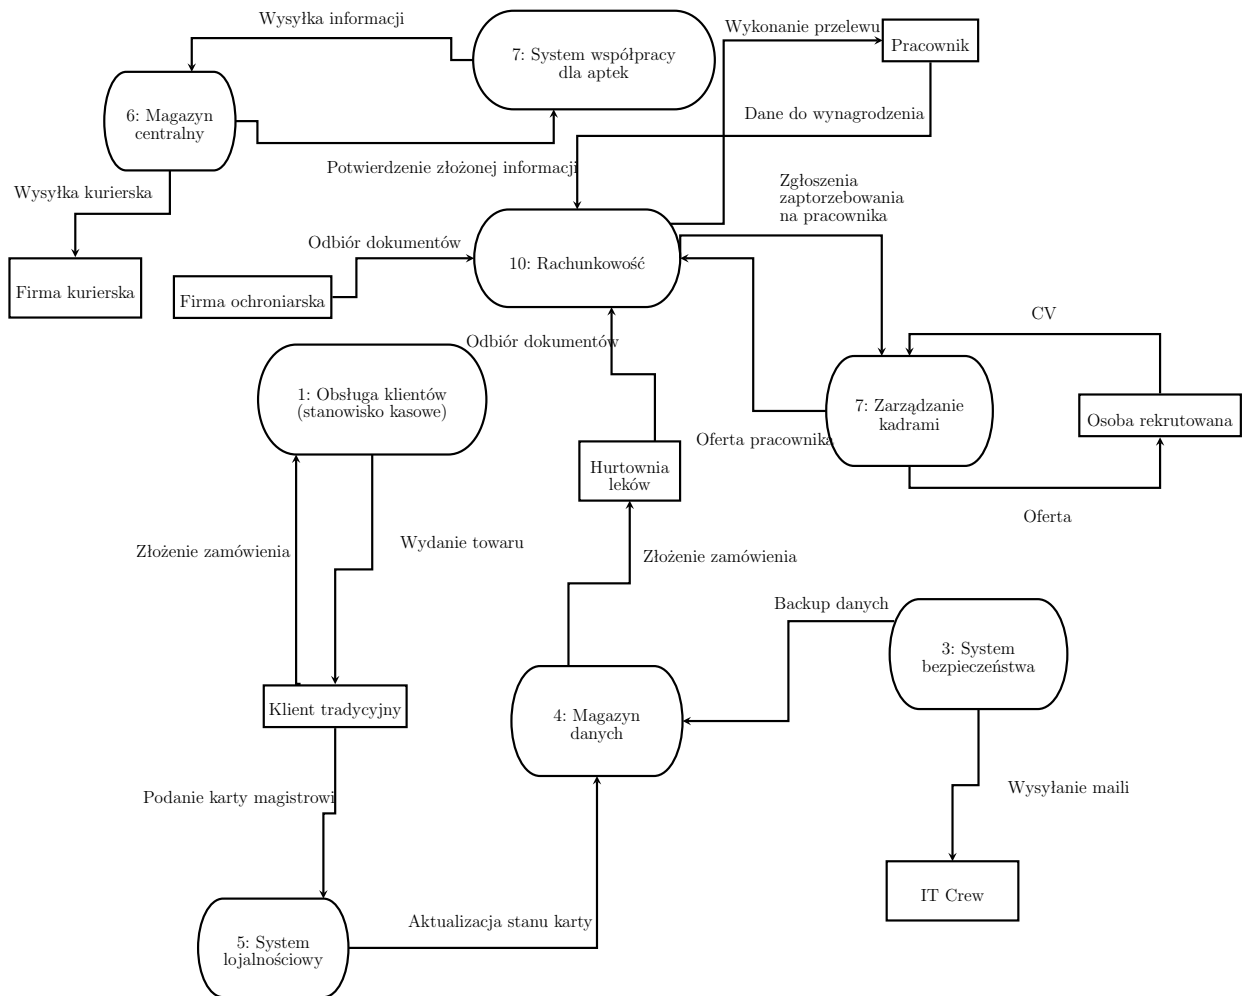 Wysyłka informacji
7: System współpracy
dla aptek
Wykonanie przelewu
Pracownik
6: Magazyn
centralny
Dane do wynagrodzenia
Potwierdzenie złożonej informacji
Wysyłka kurierska
Zgłoszenia
zaptorzebowania
na pracownika
Odbiór dokumentów
10: Rachunkowość
Firma kurierska
Firma ochroniarska
CV
Odbiór dokumentów
1: Obsługa klientów
(stanowisko kasowe)
7: Zarządzanie
kadrami
Osoba rekrutowana
Oferta pracownika
Hurtownia
leków
Oferta
Złożenie zamówienia
Wydanie towaru
Złożenie zamówienia
Backup danych
3: System
bezpieczeństwa
Klient tradycyjny
4: Magazyn
danych
Podanie karty magistrowi
Wysyłanie maili
IT Crew
Aktualizacja stanu karty
5: System
lojalnościowy